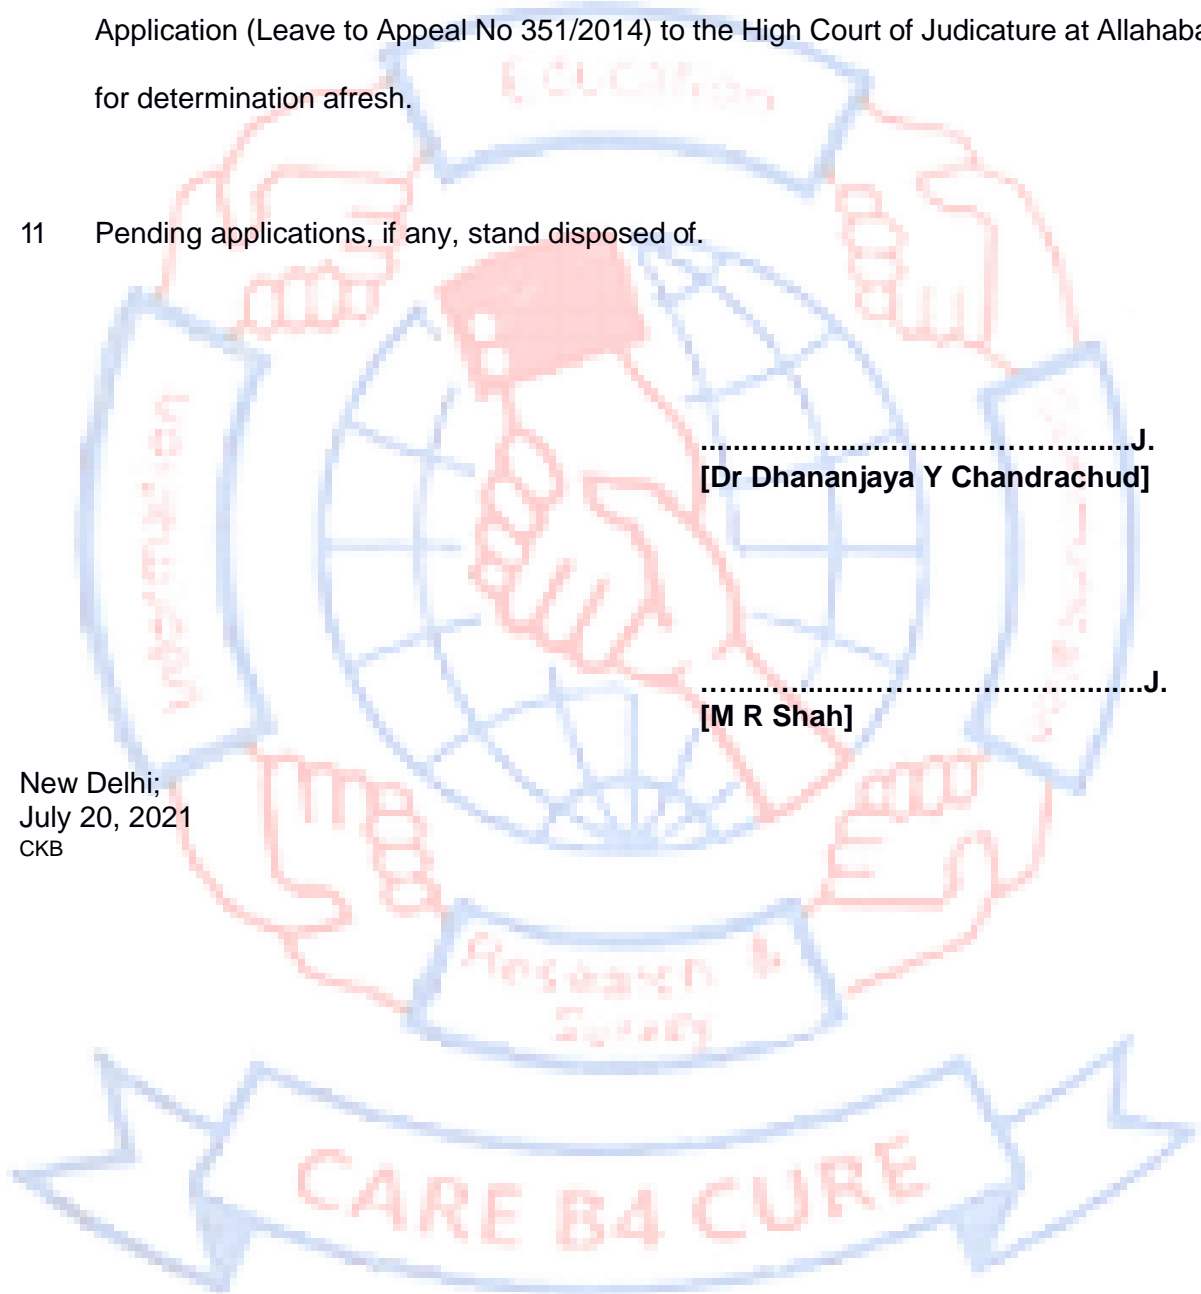 Application (Leave to Appeal No 351/2014) to the High Court of Judicature at Allahaba
for determination afresh.
Education
11 Pending applications, if any, stand disposed of.
......…...…......…………………........J.
[Dr Dhananjaya Y Chandrachud]
…....…........………………….…........J.
[M R Shah]
New Delhi;
July 20, 2021
CKB
Research &
Survey
CARE B4 CURE